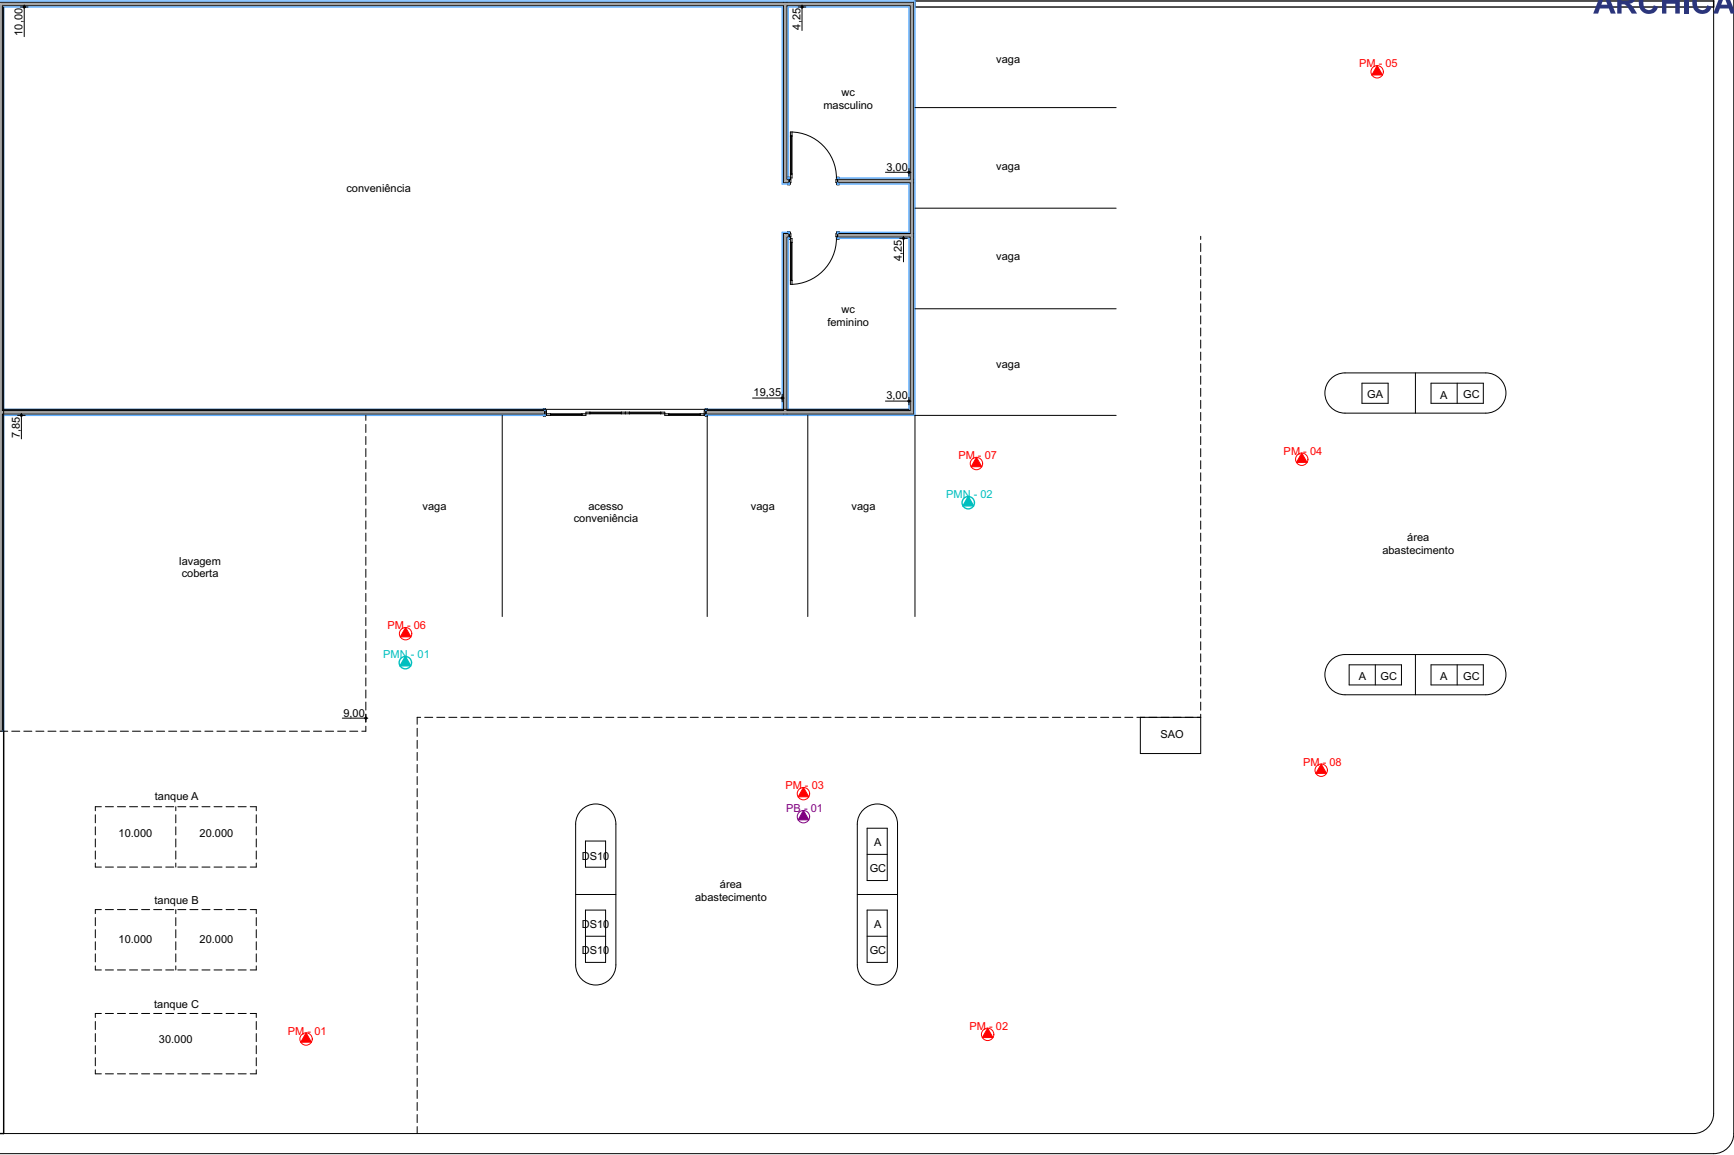 ARCHICA
10,00
4,25
vaga
PM - 05
wc
masculino
3,00
vaga
conveniência
4,25
vaga
wc
feminino
vaga
19,35
3,00
GA
A
GC
7,85
PM - 07
PM - 04
PMN - 02
vaga
acesso
conveniência
vaga
vaga
área
abastecimento
lavagem
coberta
PM - 06
PMN - 01
A
GC
A
GC
9,00
SAO
PM - 08
PM - 03
PB - 01
tanque A
10.000
20.000
A
GC
DS10
área
abastecimento
tanque B
10.000
20.000
DS10
DS10
A
GC
tanque C
30.000
PM - 01
PM - 02